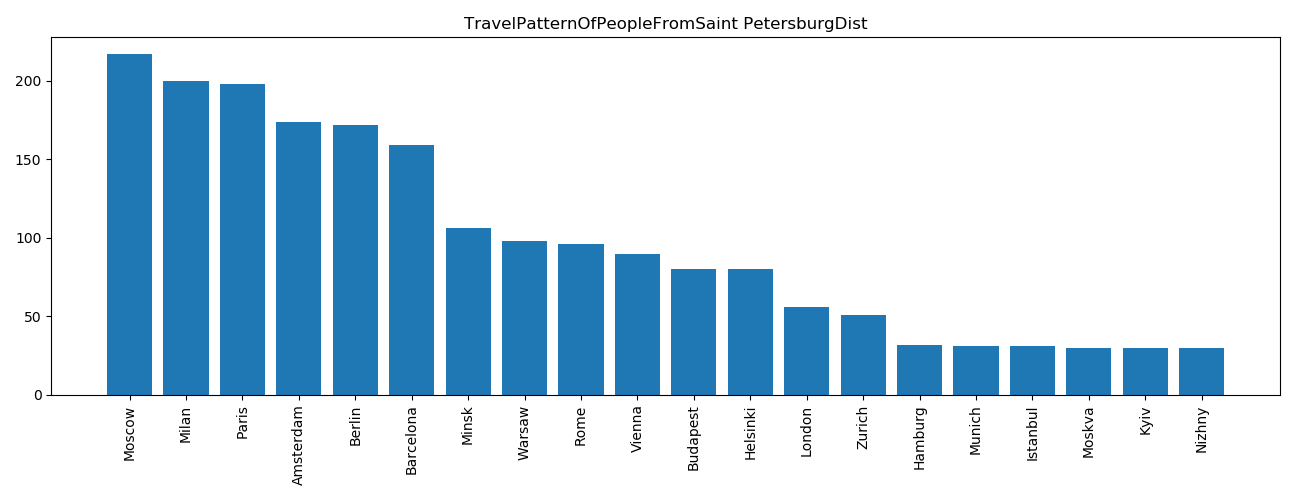 TravelPatternOfPeopleFromSaint PetersburgDist
200
150
100
50
0
Moscow
Milan
Paris
Amsterdam
Berlin
Barcelona
Minsk
Warsaw
Rome
Vienna
Budapest
Helsinki
London
Zurich
Hamburg
Munich
Istanbul
Moskva
Kyiv
Nizhny